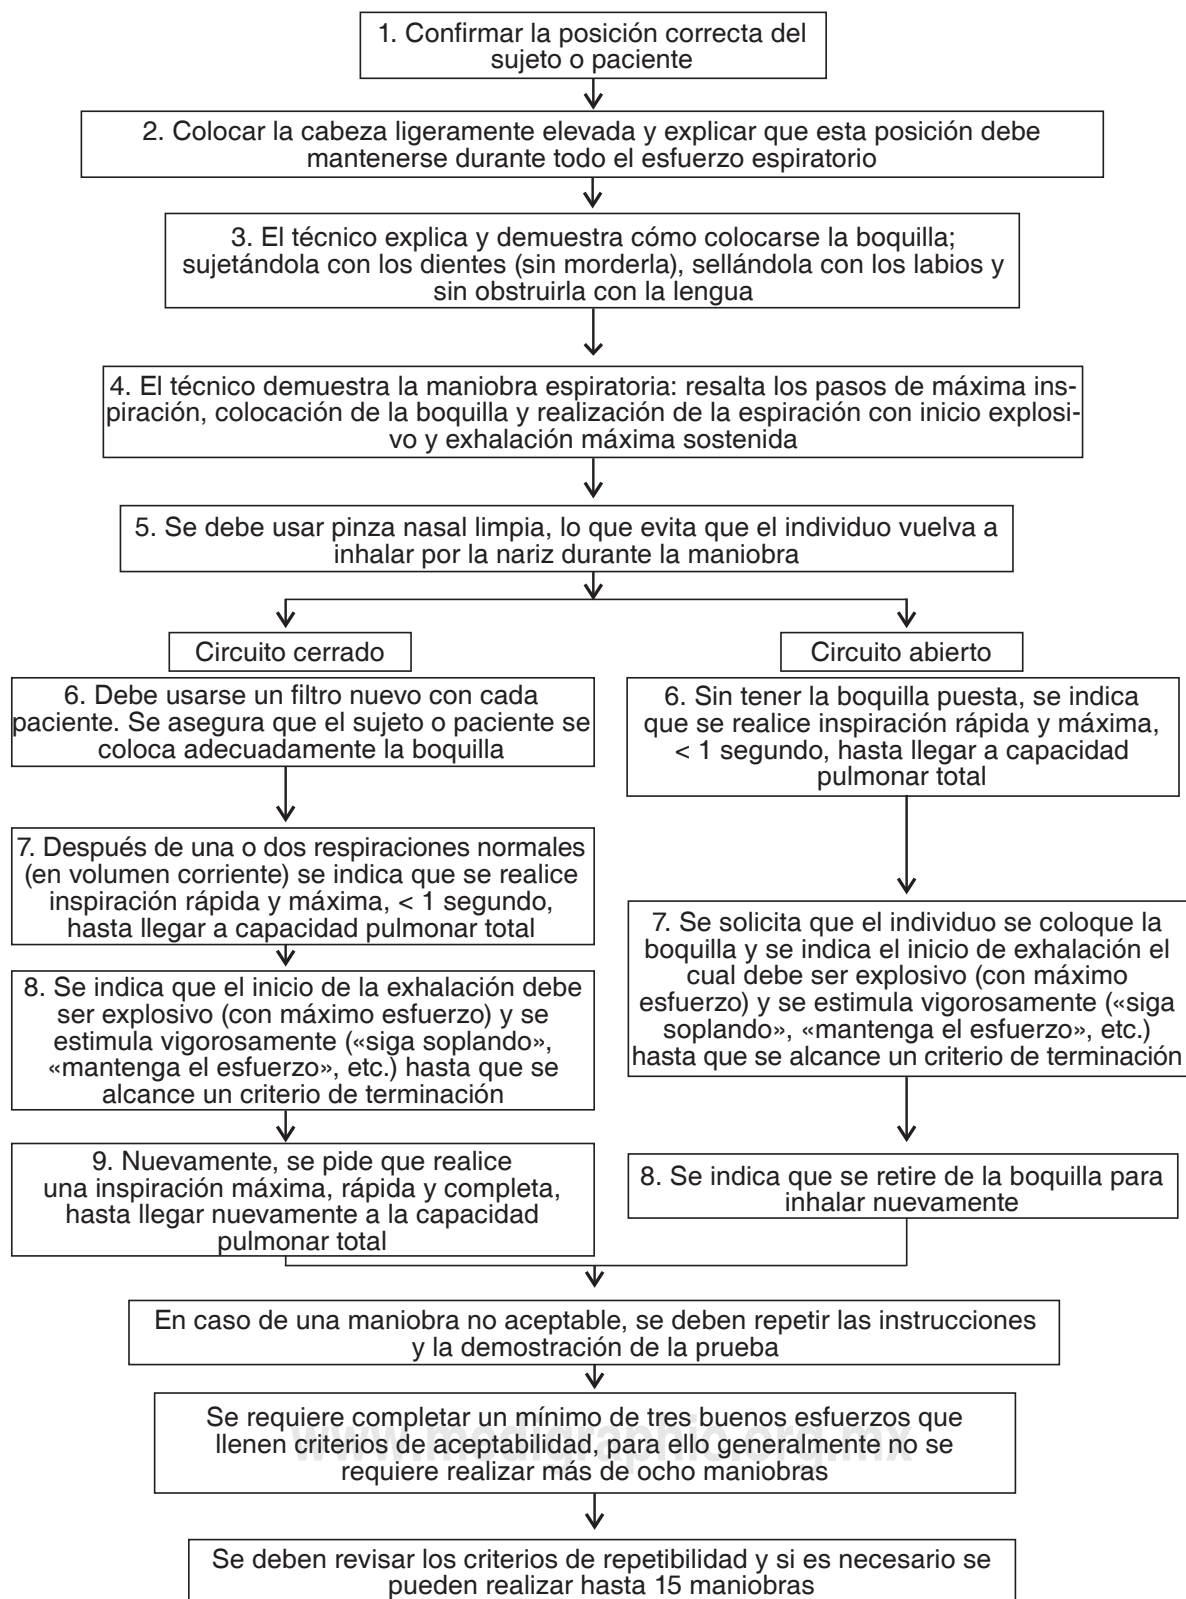 1. Confirmar la posición correcta del
sujeto o paciente
2. Colocar la cabeza ligeramente elevada y explicar que esta posición debe
mantenerse durante todo el esfuerzo espiratorio
3. El técnico explica y demuestra cómo colocarse la boquilla;
sujetándola con los dientes (sin morderla), sellándola con los labios y
sin obstruirla con la lengua
4. El técnico demuestra la maniobra espiratoria: resalta los pasos de máxima ins-
piración, colocación de la boquilla y realización de la espiración con inicio explosi-
vo y exhalación máxima sostenida
5. Se debe usar pinza nasal limpia, lo que evita que el individuo vuelva a
inhalar por la nariz durante la maniobra
Circuito cerrado
6. Debe usarse un filtro nuevo con cada
paciente. Se asegura que el sujeto o paciente se
coloca adecuadamente la boquilla
7. Después de una o dos respiraciones normales
(en volumen corriente) se indica que se realice
inspiración rápida y máxima, < 1 segundo,
hasta llegar a capacidad pulmonar total
8. Se indica que el inicio de la exhalación debe
ser explosivo (con máximo esfuerzo) y se
estimula vigorosamente («siga soplando»,
«mantenga el esfuerzo», etc.) hasta que se
alcance un criterio de terminación
9. Nuevamente, se pide que realice
una inspiración máxima, rápida y completa,
hasta llegar nuevamente a la capacidad
pulmonar total
Circuito abierto
6. Sin tener la boquilla puesta, se indica
que se realice inspiración rápida y máxima,
< 1 segundo, hasta llegar a capacidad
pulmonar total
7. Se solicita que el individuo se coloque la
boquilla y se indica el inicio de exhalación el
cual debe ser explosivo (con máximo
esfuerzo) y se estimula vigorosamente («siga
soplando», «mantenga el esfuerzo», etc.)
hasta que se alcance un criterio de terminación
8. Se indica que se retire de la boquilla para
inhalar nuevamente
En caso de una maniobra no aceptable, se deben repetir las instrucciones
y la demostración de la prueba
Se requiere completar un mínimo de tres buenos esfuerzos que
llenen criterios de aceptabilidad, para ello generalmente no se
www.medigraphic.org.mx
requiere realizar más de ocho maniobras
Se deben revisar los criterios de repetibilidad y si es necesario se
pueden realizar hasta 15 maniobras